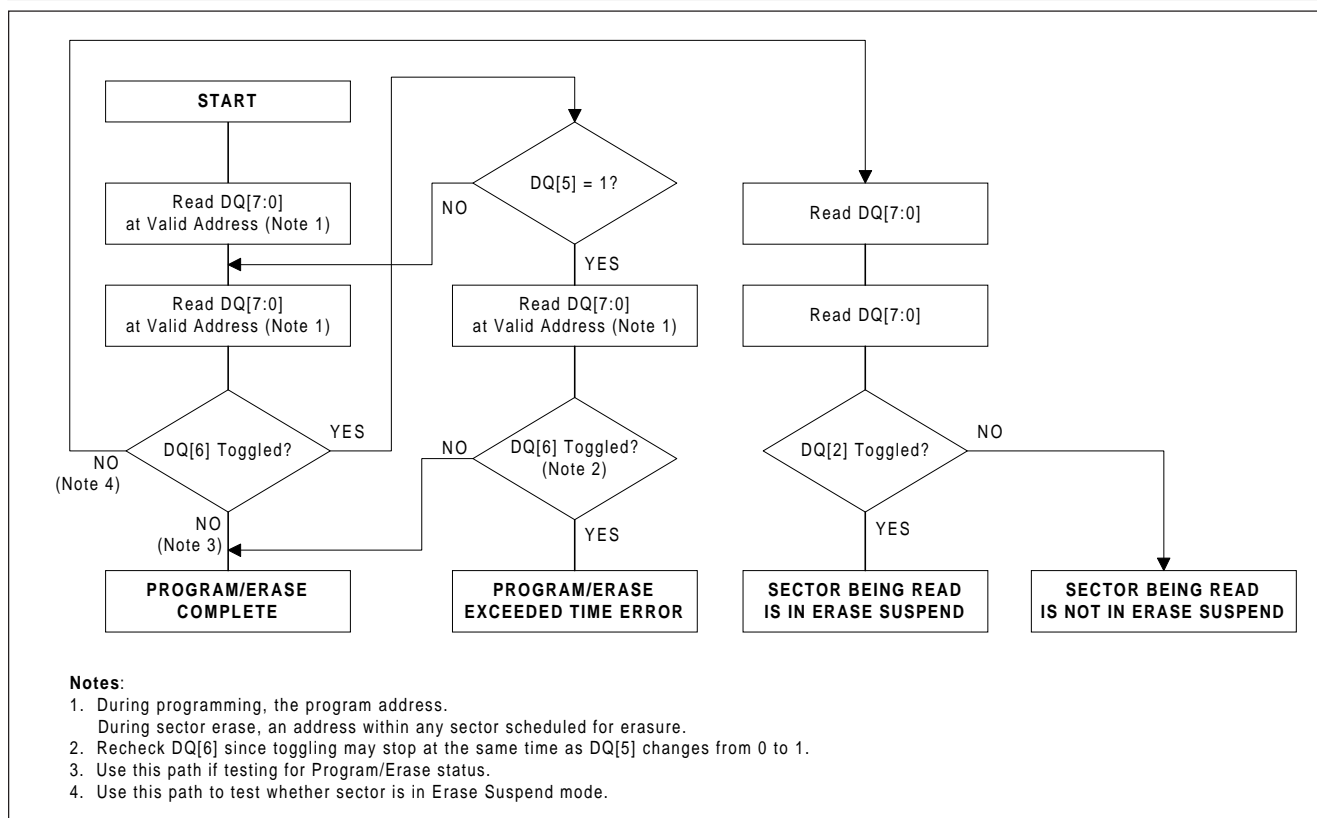 START
Read DQ[7:0]
at Valid Address (Note 1)
Read DQ[7:0]
at Valid Address (Note 1)
DQ[6] Toggled?
YES
NO
(Note 4)
NO
(Note 3)
PROGRAM/ERASE
COMPLETE
DQ[5] = 1?
NO
YES
Read DQ[7:0]
at Valid Address (Note 1)
DQ[6] Toggled?
(Note 2)
NO
YES
PROGRAM/ERASE
EXCEEDED TIME ERROR
Read DQ[7:0]
Read DQ[7:0]
DQ[2] Toggled?
NO
YES
SECTOR BEING READ
IS IN ERASE SUSPEND
SECTOR BEING READ
IS NOT IN ERASE SUSPEND
Notes:
1. During programming, the program address.
During sector erase, an address within any sector scheduled for erasure.
2. Recheck DQ[6] since toggling may stop at the same time as DQ[5] changes from 0 to 1.
3. Use this path if testing for Program/Erase status.
4. Use this path to test whether sector is in Erase Suspend mode.